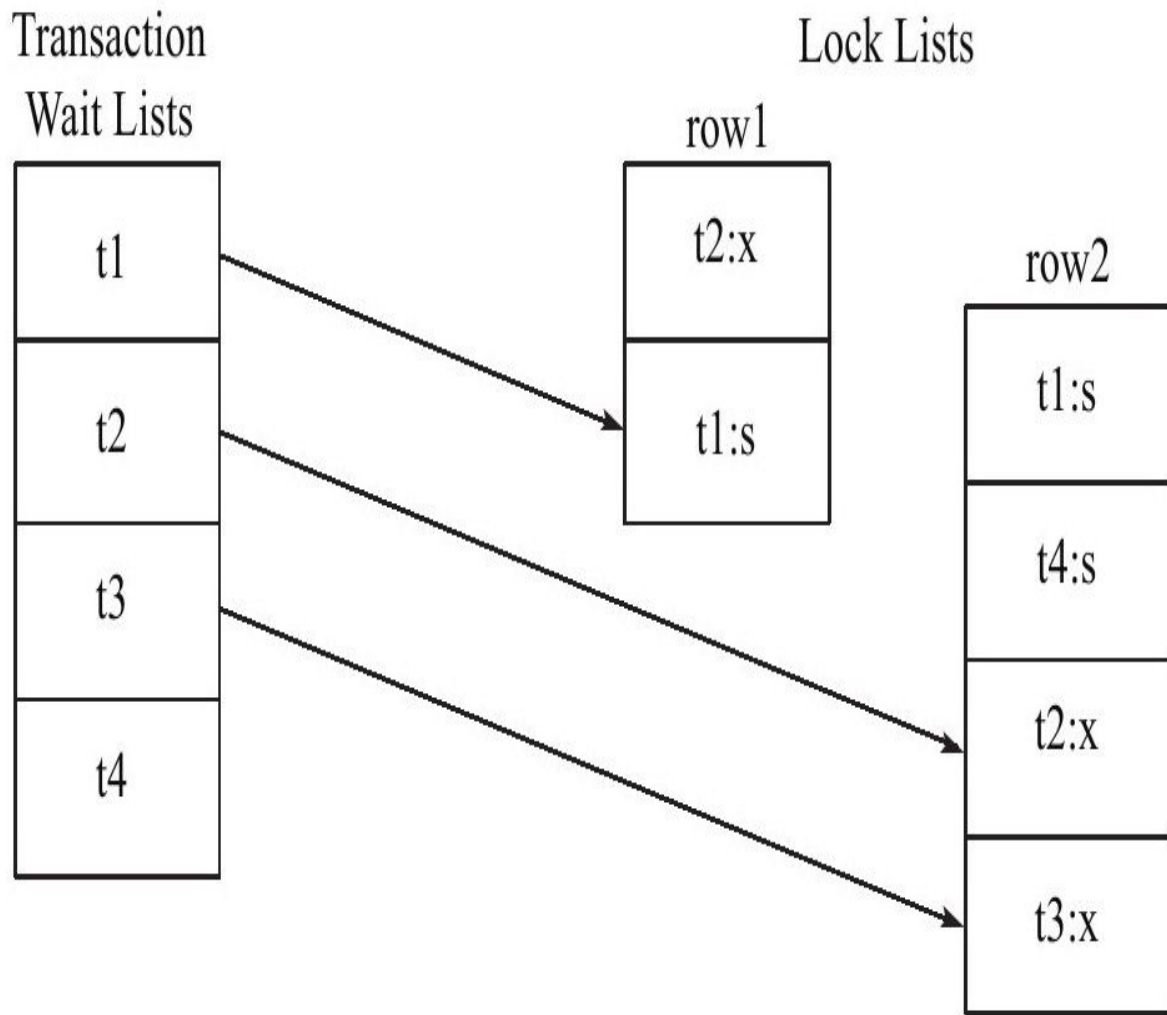 Transaction
Wait Lists
t1
t2
t3
t4
Lock Lists
row1
t2:x
t1:s
row2
t1:s
t4:s
t2:x
t3:x